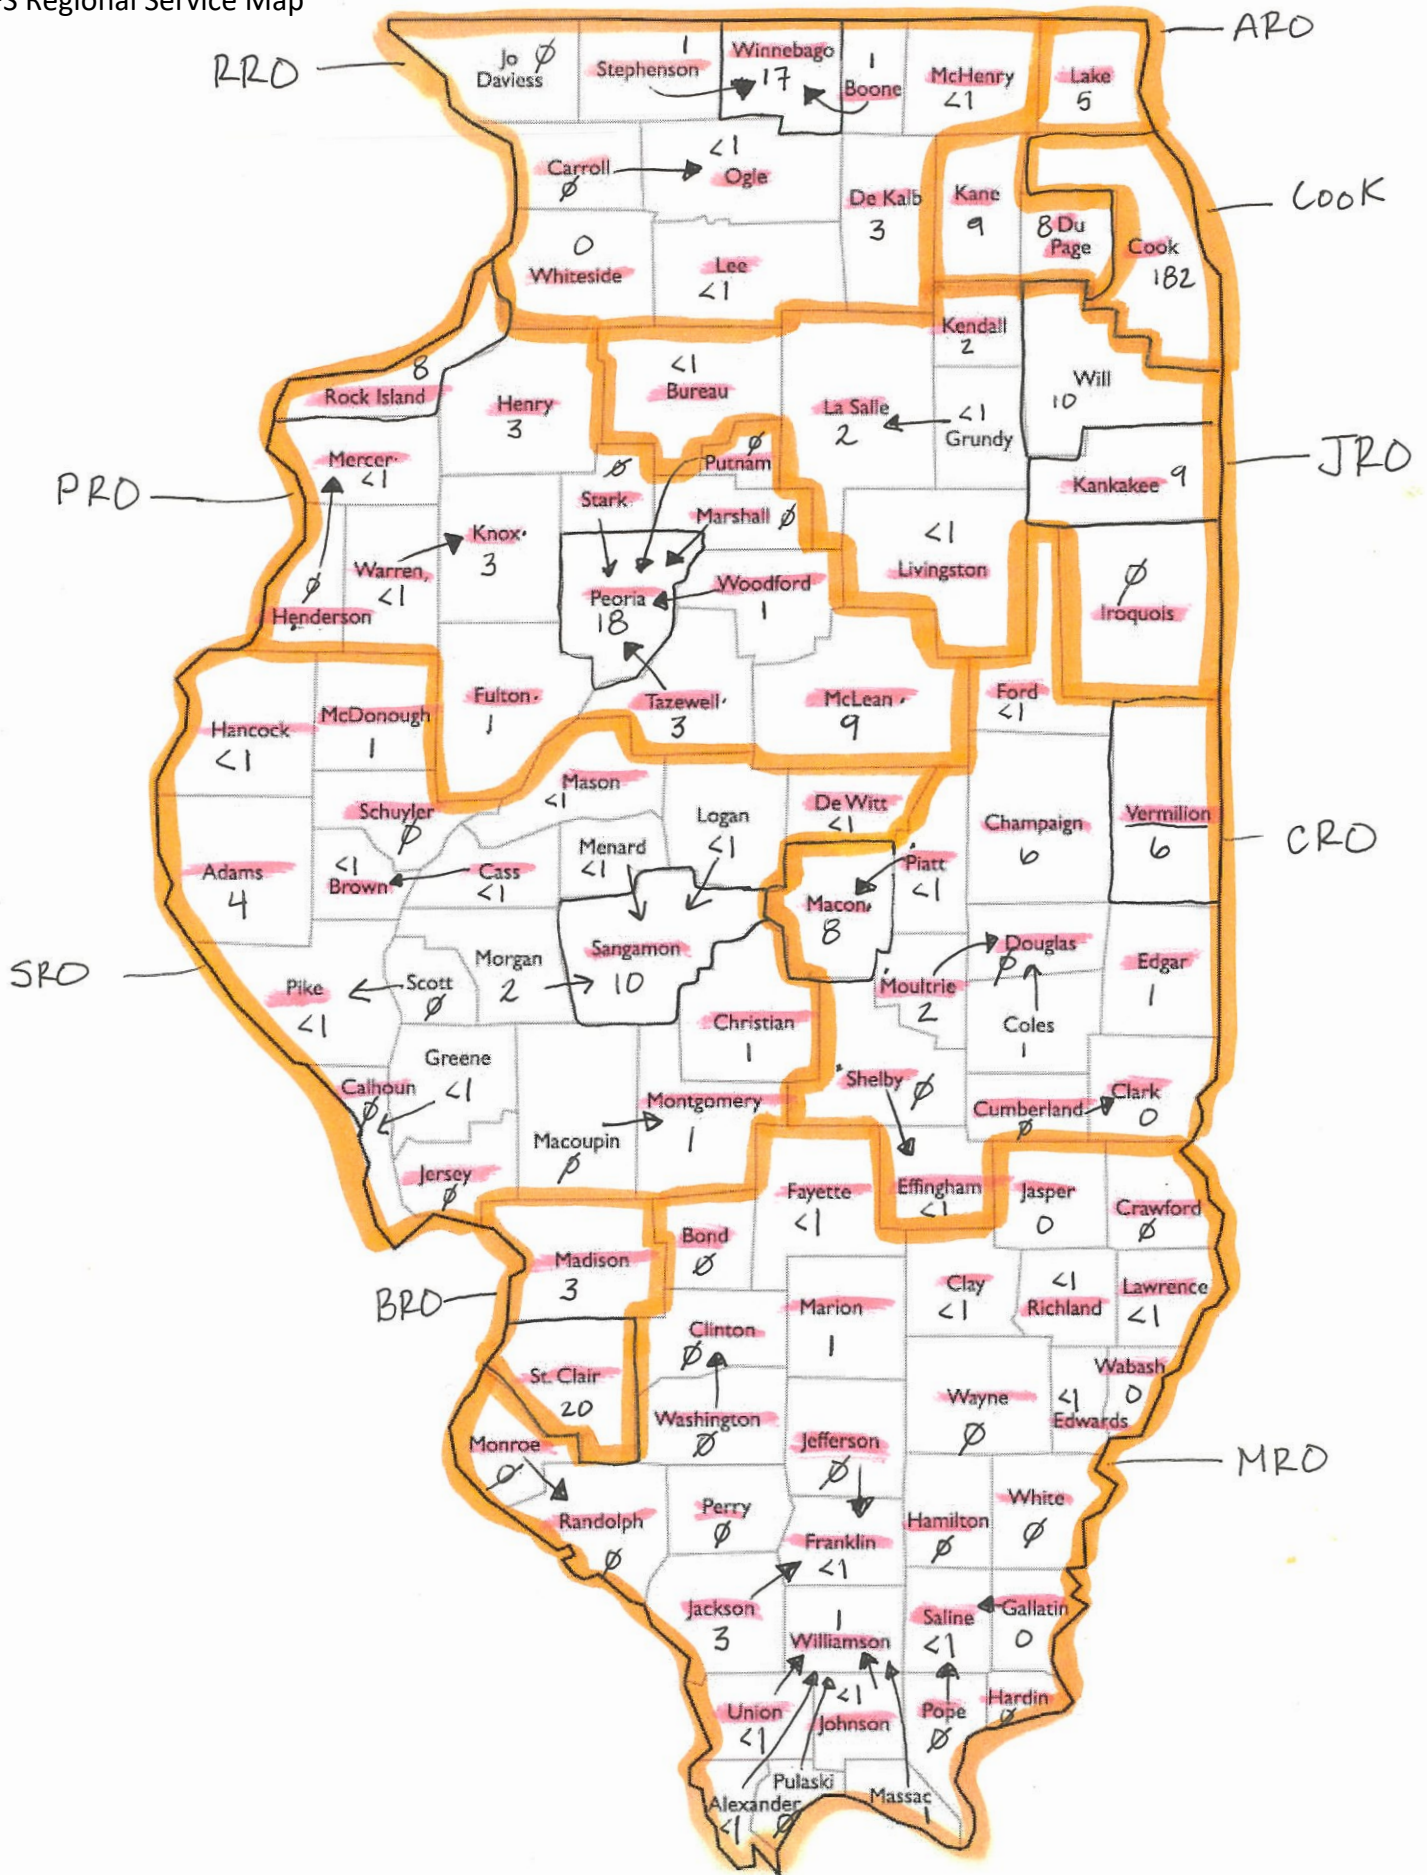 S Regional Service Map
ARO
RRO
Jo Daviess Ø
Stephenson 1
Winnebago 17
Boone 1
McHenry <1
Lake 5
Carroll Ø
Ogle <1
De Kalb 3
Kane 9
8 Du Page
Cook 182
COOK
Whiteside 0
Lee <1
Kendall 2
Rock Island 8
Henry 3
Bureau <1
La Salle 2
Grundy <1
Will 10
Mercer <1
Putnam Ø
Stark Ø
Marshall Ø
Kankakee 9
JRO
PRO
Henderson Ø
Warren <1
Knox 3
Peoria 18
Woodford 1
Livingston <1
Iroquois Ø
Fulton 1
Tazewell 3
McLean 9
Ford <1
Hancock <1
McDonough 1
Schuyler Ø
Mason <1
Logan <1
De Witt <1
Champaign 6
Vermilion 6
CRO
Adams 4
Brown <1
Cass <1
Menard <1
Macon 8
Piatt <1
SRO
Pike <1
Scott Ø
Morgan 2
Sangamon 10
Christian 1
Moultrie 2
Douglas Ø
Coles 1
Edgar 1
Calhoun Ø
Greene <1
Jersey Ø
Macoupin Ø
Montgomery 1
Shelby Ø
Cumberland Ø
Clark 0
Effingham <1
Fayette <1
Jasper 0
Crawford Ø
BRO
Madison 3
Bond Ø
Clinton Ø
Marion 1
Clay <1
Richland <1
Lawrence <1
St. Clair 20
Washington Ø
Jefferson Ø
Wayne Ø
Edwards <1
Wabash 0
MRO
Monroe Ø
Randolph Ø
Perry Ø
Franklin <1
Hamilton Ø
White Ø
Jackson 3
Williamson 1
Saline <1
Gallatin 0
Union <1
Johnson <1
Pope Ø
Hardin Ø
Alexander <1
Pulaski Ø
Massac 1